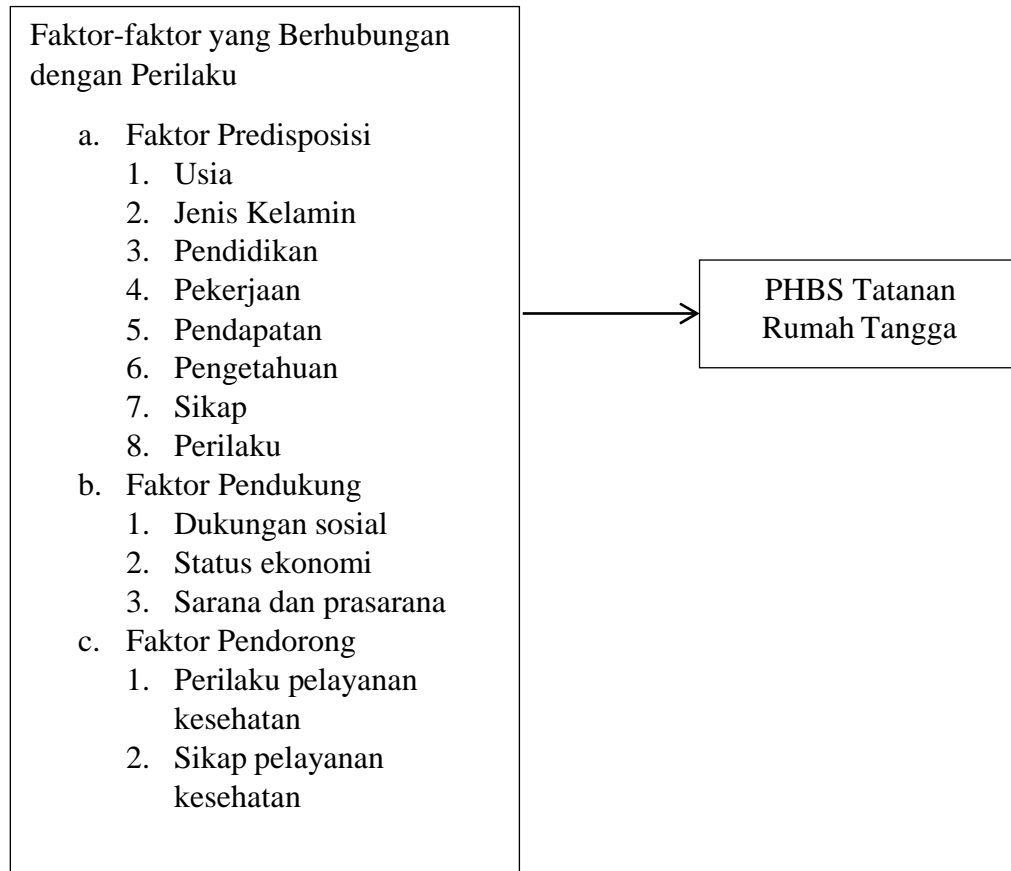 Faktor-faktor yang Berhubungan
dengan Perilaku
a. Faktor Predisposisi
1. Usia
2. Jenis Kelamin
3. Pendidikan
4. Pekerjaan
5. Pendapatan
6. Pengetahuan
7. Sikap
8. Perilaku
b. Faktor Pendukung
1. Dukungan sosial
2. Status ekonomi
3. Sarana dan prasarana
c. Faktor Pendorong
1. Perilaku pelayanan
kesehatan
2. Sikap pelayanan
kesehatan
PHBS Tatanan
Rumah Tangga